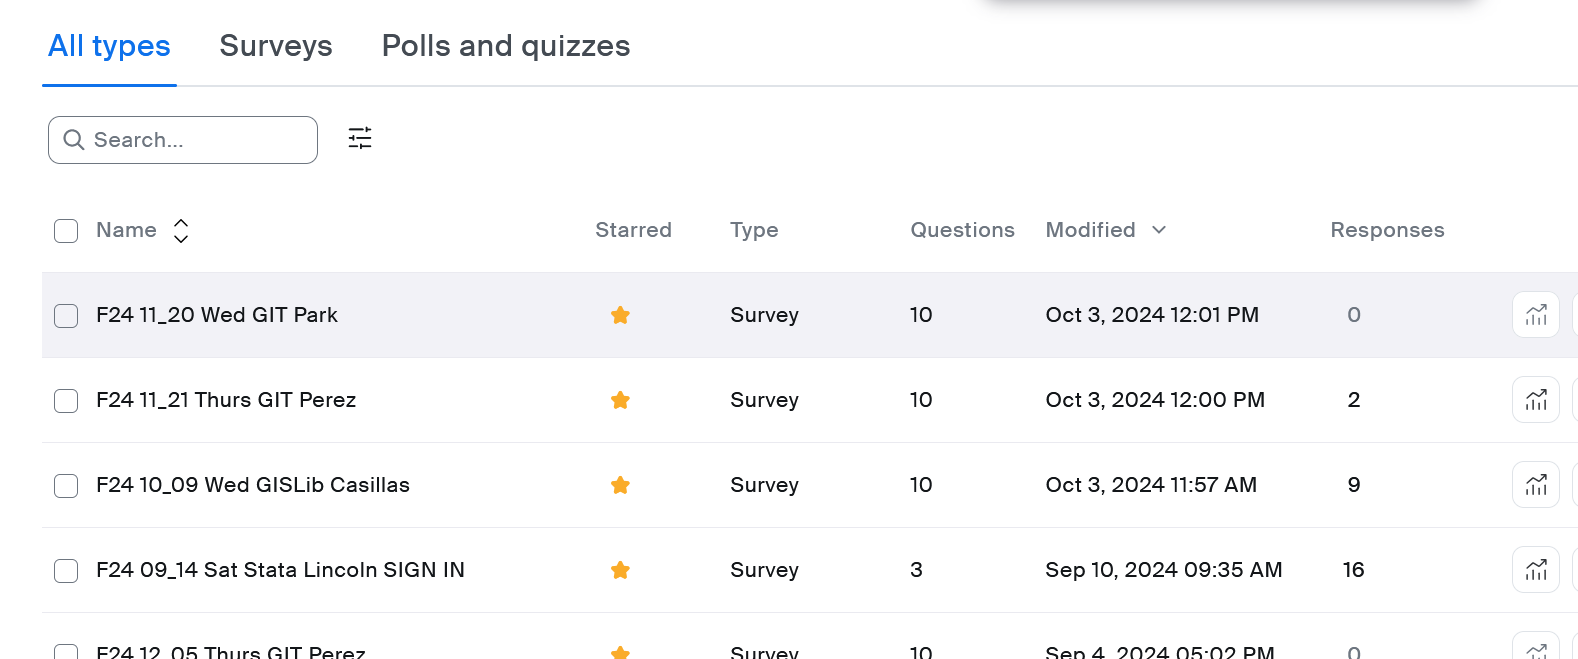 All types Surveys Polls and quizzes
Search...
Name Starred Type Questions Modified Responses
F24 11_20 Wed GIT Park Survey 10 Oct 3, 2024 12:01 PM 0
F24 11_21 Thurs GIT Perez Survey 10 Oct 3, 2024 12:00 PM 2
F24 10_09 Wed GISLib Casillas Survey 10 Oct 3, 2024 11:57 AM 9
F24 09_14 Sat Stata Lincoln SIGN IN Survey 3 Sep 10, 2024 09:35 AM 16
F24 12_05 Thurs GIT Perez Survey 10 Sep 4, 2024 05:02 PM 0